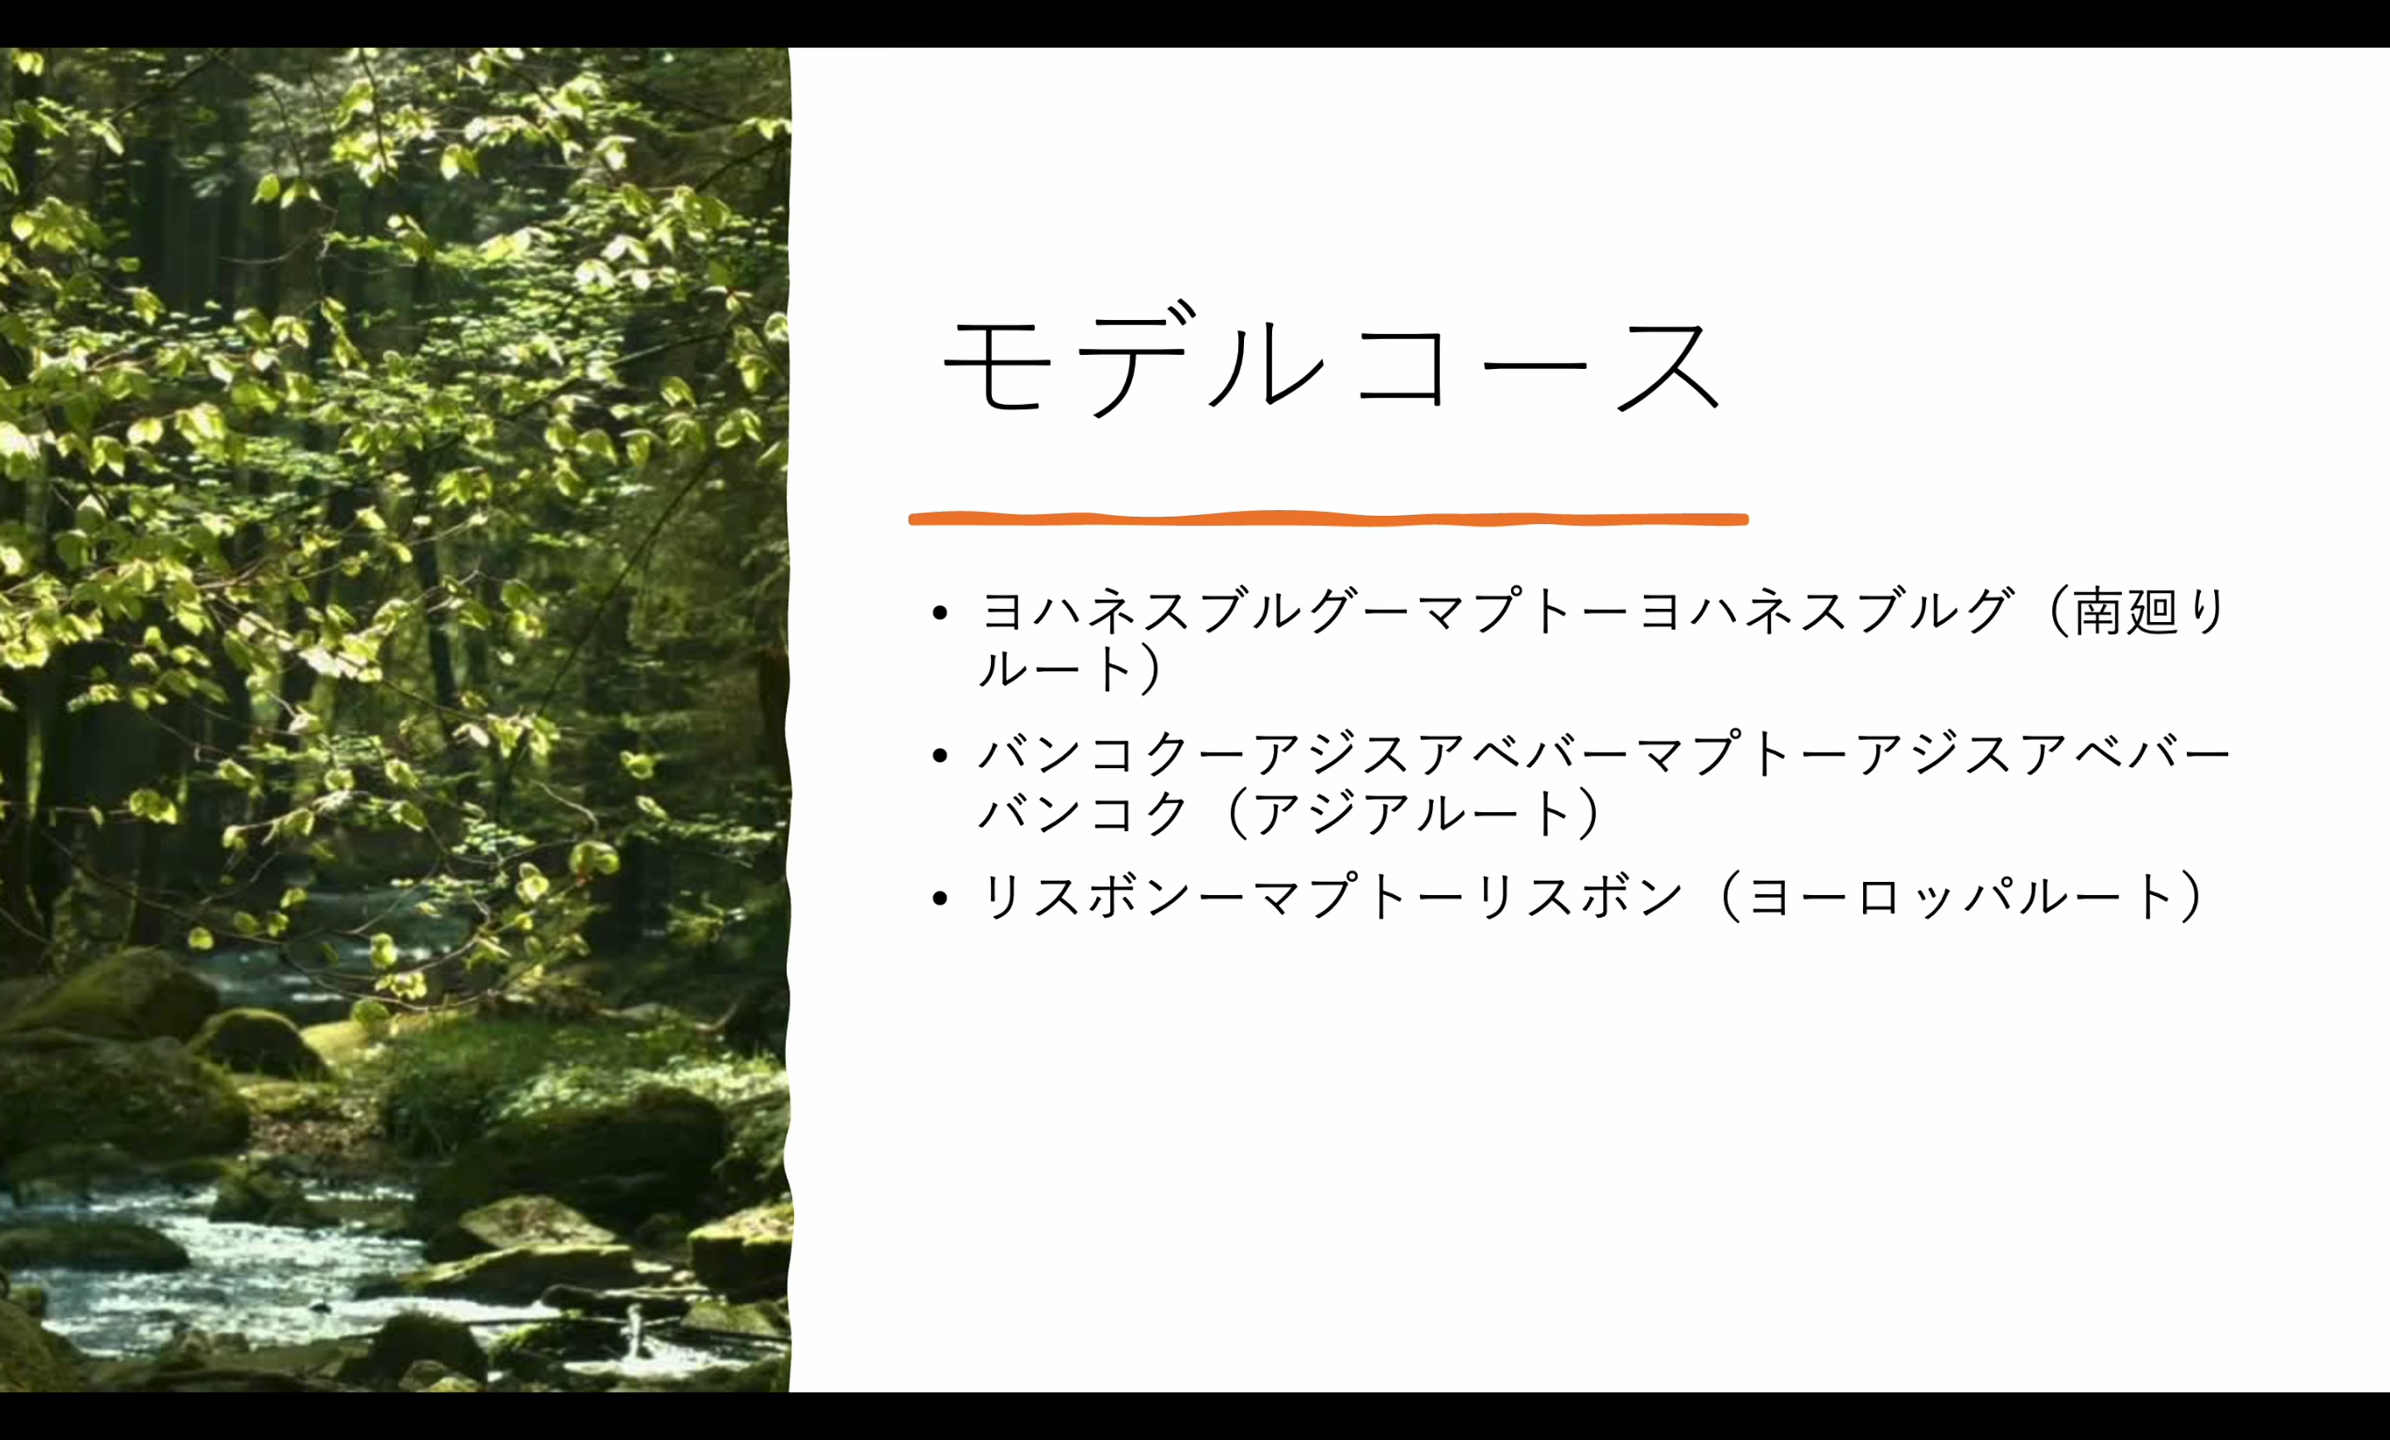 モデルコース
• ヨハネスブルグーマプトーヨハネスブルグ（南廻り
ルート）
• バンコクーアジスアベバーマプトーアジスアベバー
バンコク（アジアルート）
• リスボンーマプトーリスボン（ヨーロッパルート）